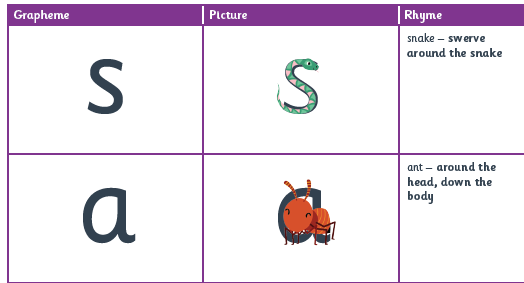 Grapheme Picture Rhyme
s
snake – swerve
around the snake
a
a
ant – around the
head, down the
body